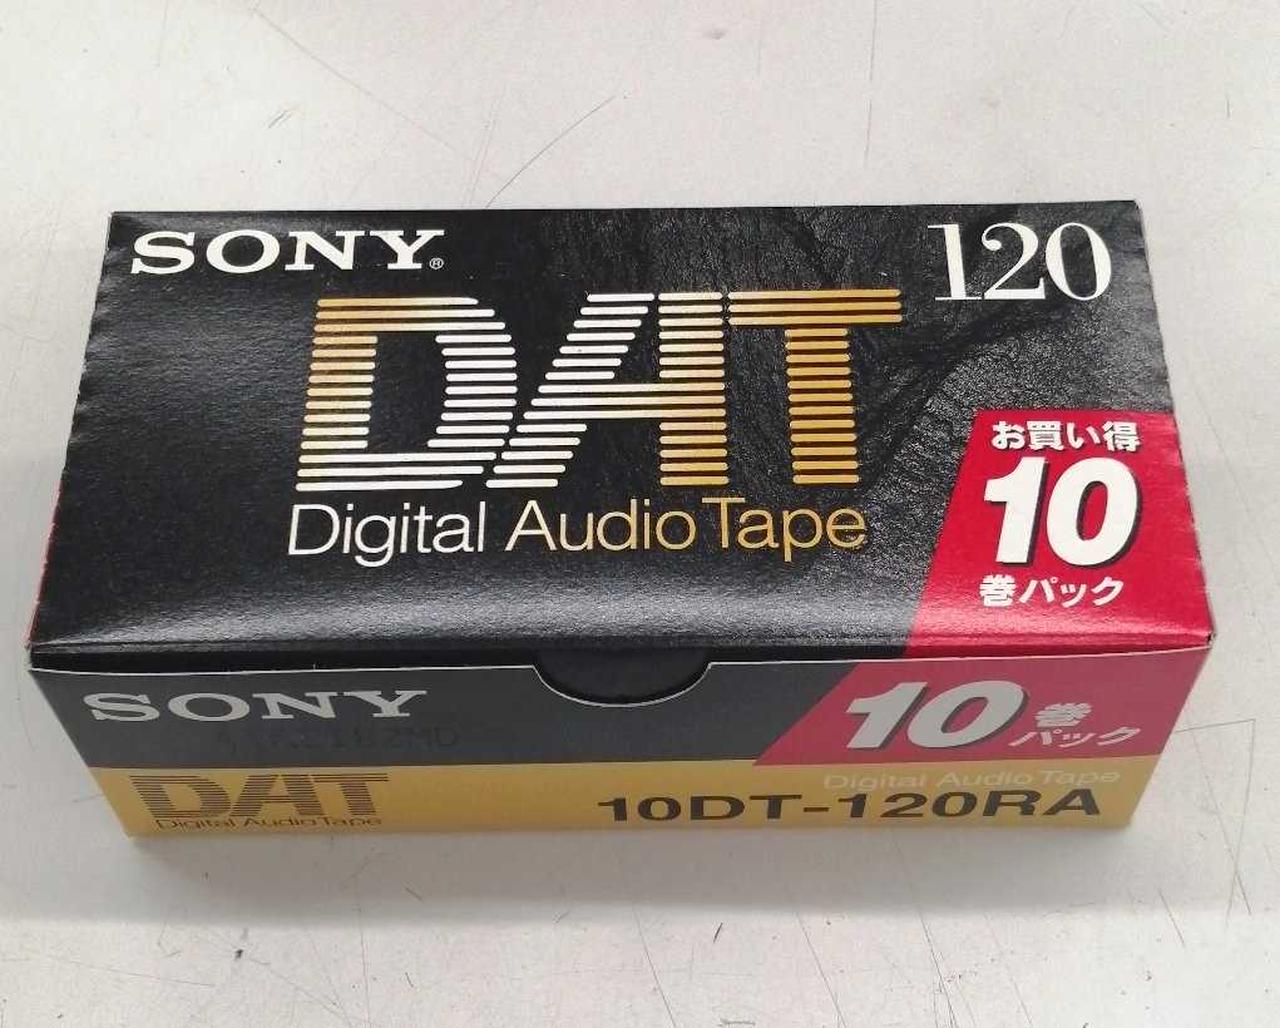 SONY®
120
DAT
Digital Audio Tape
お買い得
10
巻パック
SONY
10巻
パック
DAT
Digital Audio Tape
Digital Audio Tape
10DT-120RA